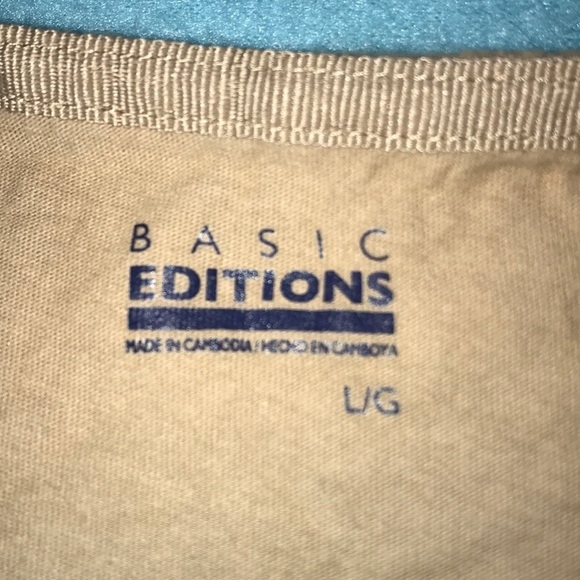 BASIC
EDITIONS
MADE IN CAMBODIA / HECHO EN CAMBOYA
L/G